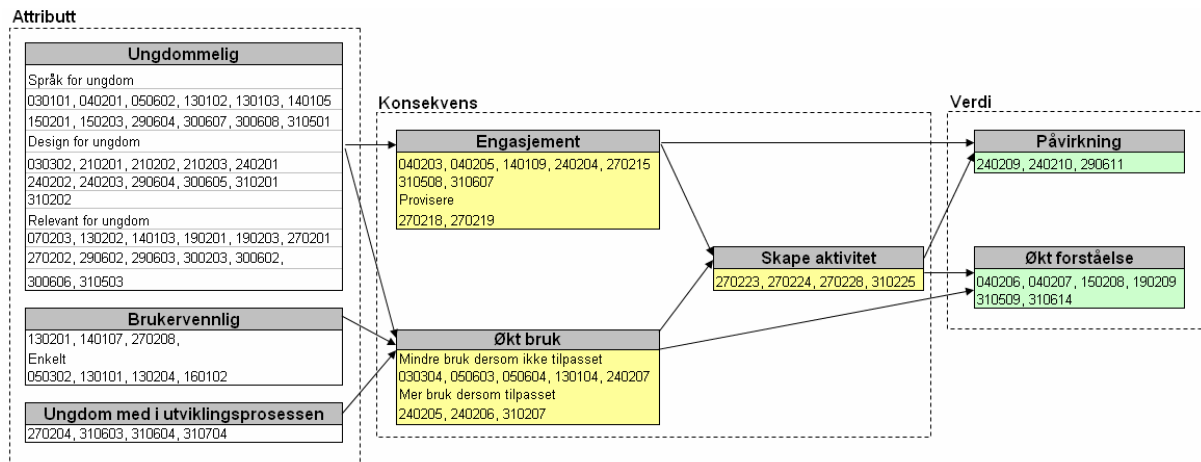 Attributt
Ungdommelig
Språk for ungdom
030101, 040201, 050602, 130102, 130103, 140105
150201, 150203, 290604, 300607, 300608, 310501
Design for ungdom
030302, 210201, 210202, 210203, 240201
240202, 240203, 290604, 300605, 310201
310202
Relevant for ungdom
070203, 130202, 140103, 190201, 190203, 270201
270202, 290602, 290603, 300203, 300602,
300606, 310503
Brukervennlig
130201, 140107, 270208,
Enkelt
050302, 130101, 130204, 160102
Ungdom med i utviklingsprosessen
270204, 310603, 310604, 310704
Konsekvens
Engasjement
040203, 040205, 140109, 240204, 270215
310508, 310607
Provisere
270218, 270219
Skape aktivitet
270223, 270224, 270228, 310225
Økt bruk
Mindre bruk dersom ikke tilpasset
030304, 050603, 050604, 130104, 240207
Mer bruk dersom tilpasset
240205, 240206, 310207
Verdi
Påvirkning
240209, 240210, 290611
Økt forståelse
040206, 040207, 150208, 190209
310509, 310614